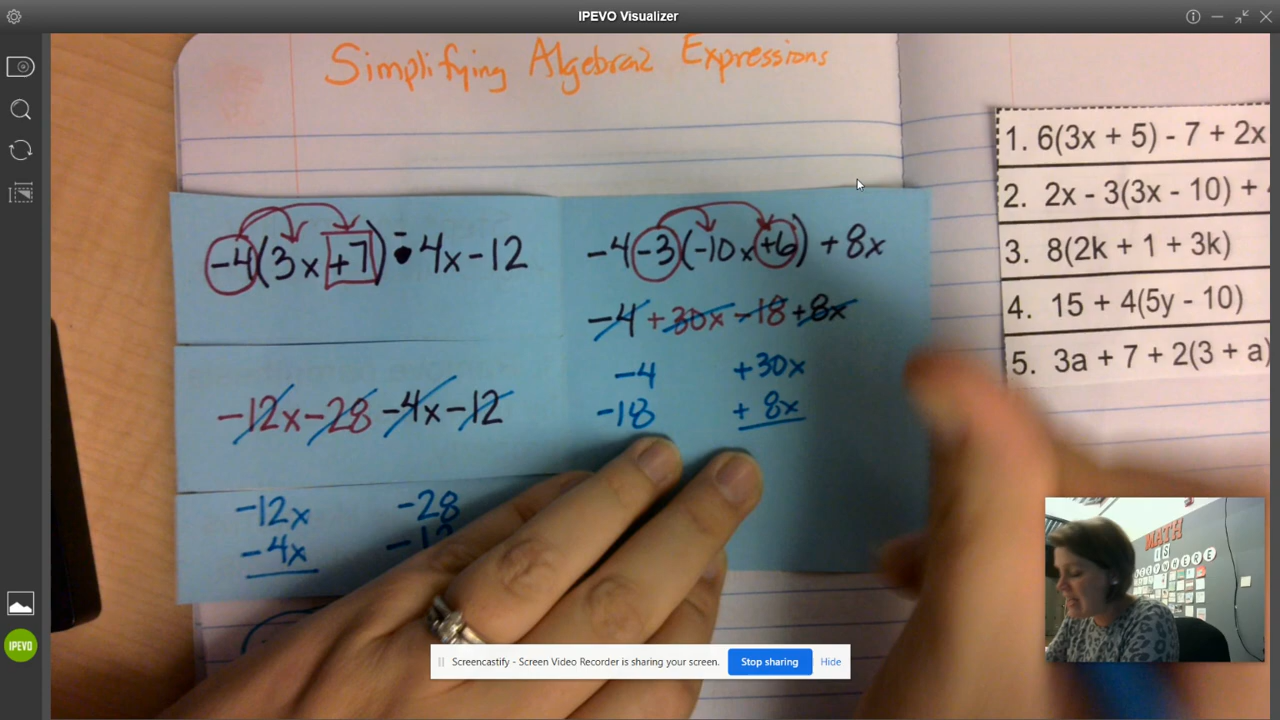 IPEVO Visualizer
Simplifying Algebraic Expressions
-4(3x+7) - 4x-12
-12x-28-4x-12
-12x -28
-4x -12
-4-3(-10x+6)+8x
-4+30x-18+8x
-4 +30x
-18 +8x
1. 6(3x + 5) - 7 + 2x
2. 2x - 3(3x - 10) +
3. 8(2k + 1 + 3k)
4. 15 + 4(5y - 10)
5. 3a + 7 + 2(3 + a)
MATH
IS
EVERYWHERE
IPEVO
Screencastify - Screen Video Recorder is sharing your screen.
Stop sharing
Hide